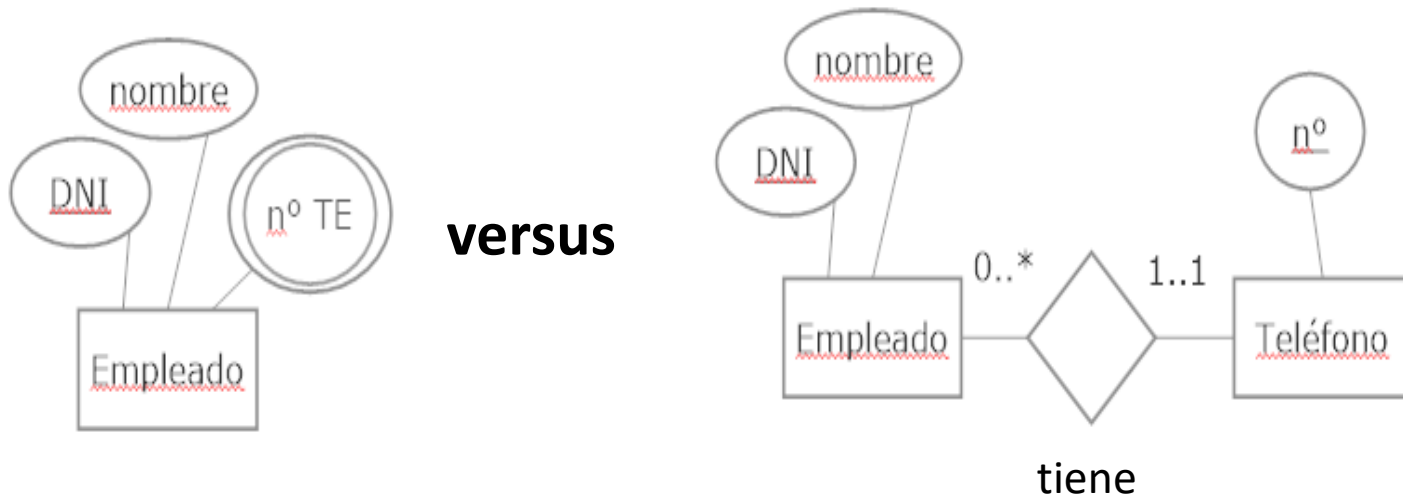 nombre
DNI
nº TE
Empleado
versus
nombre
DNI
nº
0..*
1..1
Empleado
Teléfono
tiene